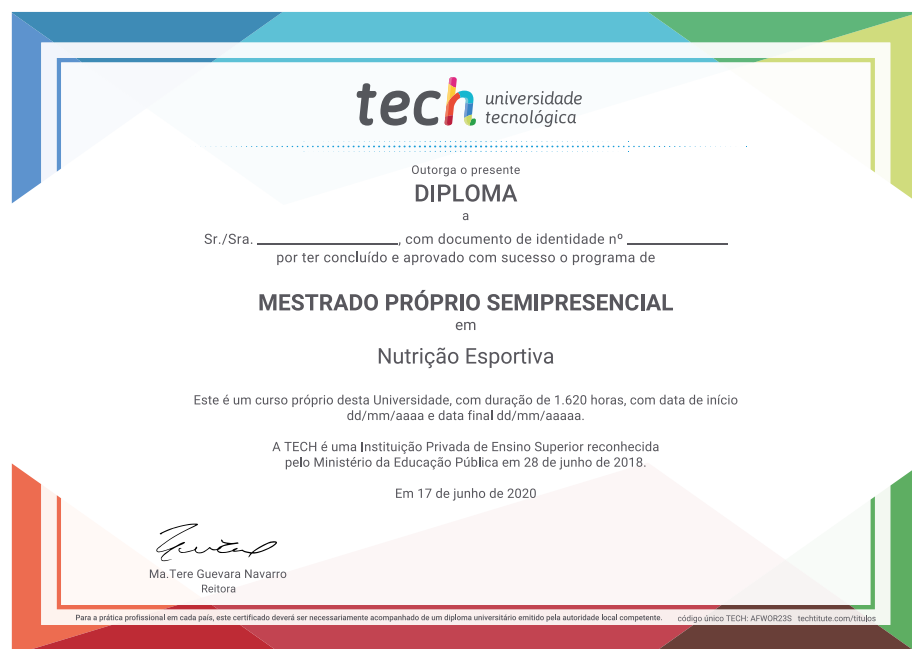 tech universidade
tecnológica
Outorga o presente
DIPLOMA
a
Sr./Sra. ____________________, com documento de identidade nº ______________
por ter concluído e aprovado com sucesso o programa de
MESTRADO PRÓPRIO SEMIPRESENCIAL
em
Nutrição Esportiva
Este é um curso próprio desta Universidade, com duração de 1.620 horas, com data de início
dd/mm/aaaa e data final dd/mm/aaaaa.
A TECH é uma Instituição Privada de Ensino Superior reconhecida
pelo Ministério da Educação Pública em 28 de junho de 2018.
Em 17 de junho de 2020
Ma.Tere Guevara Navarro
Reitora
Para a prática profissional em cada país, este certificado deverá ser necessariamente acompanhado de um diploma universitário emitido pela autoridade local competente. código único TECH: AFWOR23S techtitute.com/titulos